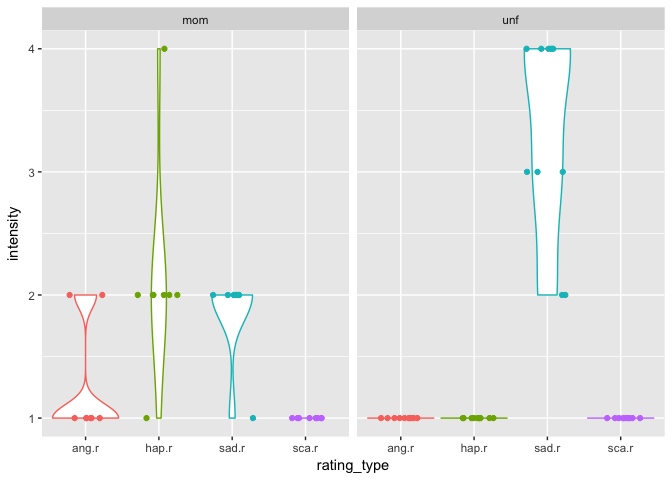 mom unf
intensity
4
3
2
1
ang.r hap.r sad.r sca.r ang.r hap.r sad.r sca.r
rating_type